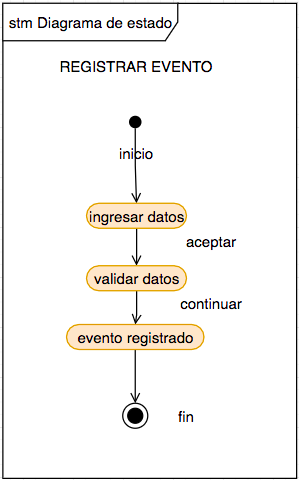 stm Diagrama de estado
REGISTRAR EVENTO
inicio
ingresar datos
aceptar
validar datos
continuar
evento registrado
fin